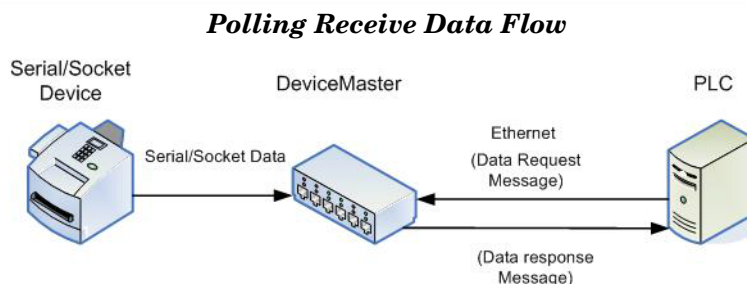 Polling Receive Data Flow
Serial/Socket
Device
DeviceMaster
PLC
Serial/Socket Data
Ethernet
(Data Request
Message)
(Data response
Message)